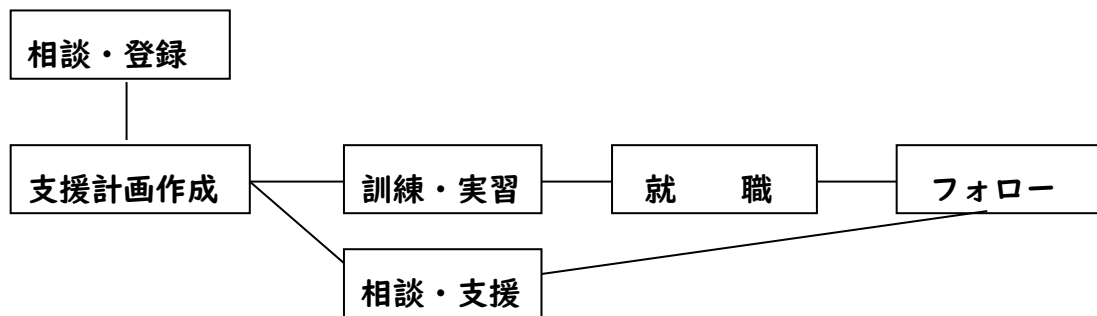 相談・登録
支援計画作成
訓練・実習
就　　職
フォロー
相談・支援